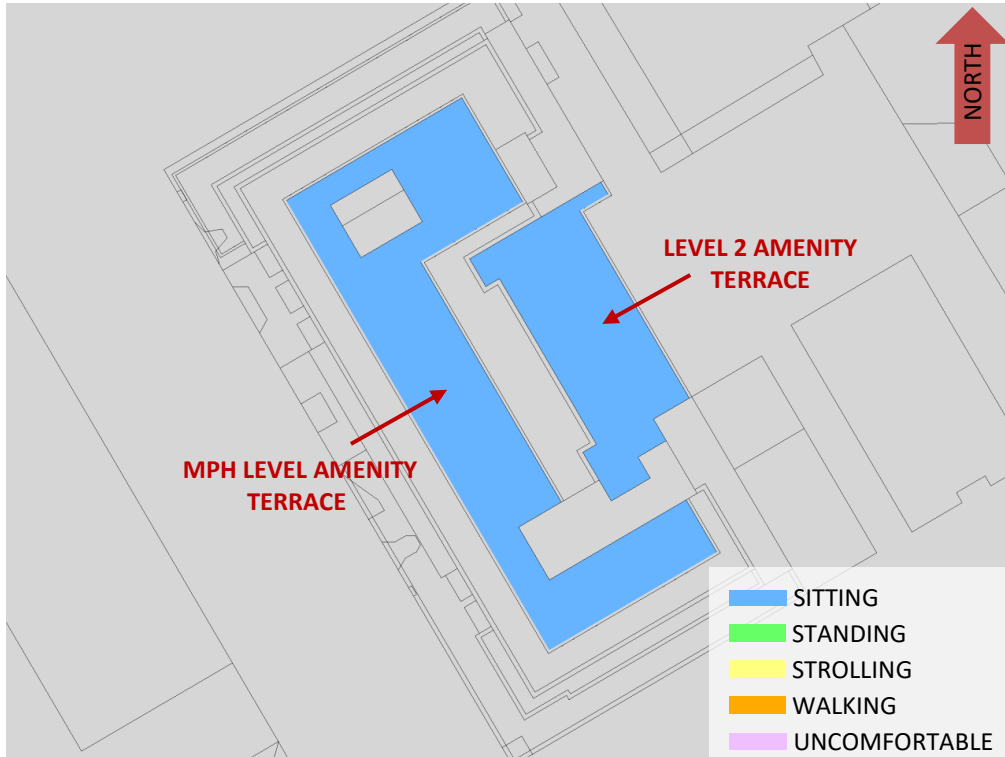 NORTH
LEVEL 2 AMENITY
TERRACE
MPH LEVEL AMENITY
TERRACE
SITTING
STANDING
STROLLING
WALKING
UNCOMFORTABLE